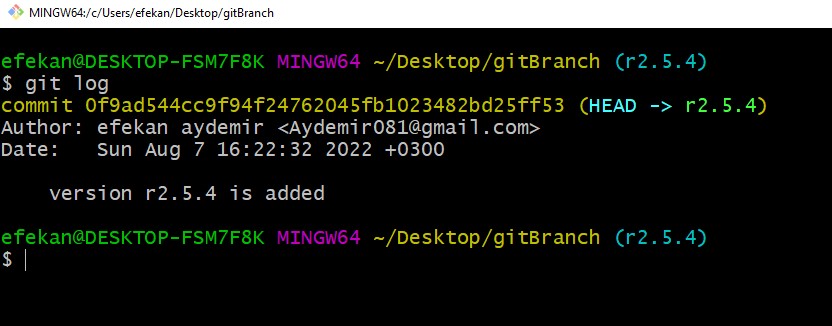 MINGW64:/c/Users/efekan/Desktop/gitBranch
efekan@DESKTOP-FSM7F8K MINGW64 ~/Desktop/gitBranch (r2.5.4)
$ git log
commit 0f9ad544cc9f94f24762045fb1023482bd25ff53 (HEAD -> r2.5.4)
Author: efekan aydemir <Aydemir081@gmail.com>
Date:   Sun Aug 7 16:22:32 2022 +0300
    version r2.5.4 is added
efekan@DESKTOP-FSM7F8K MINGW64 ~/Desktop/gitBranch (r2.5.4)
$